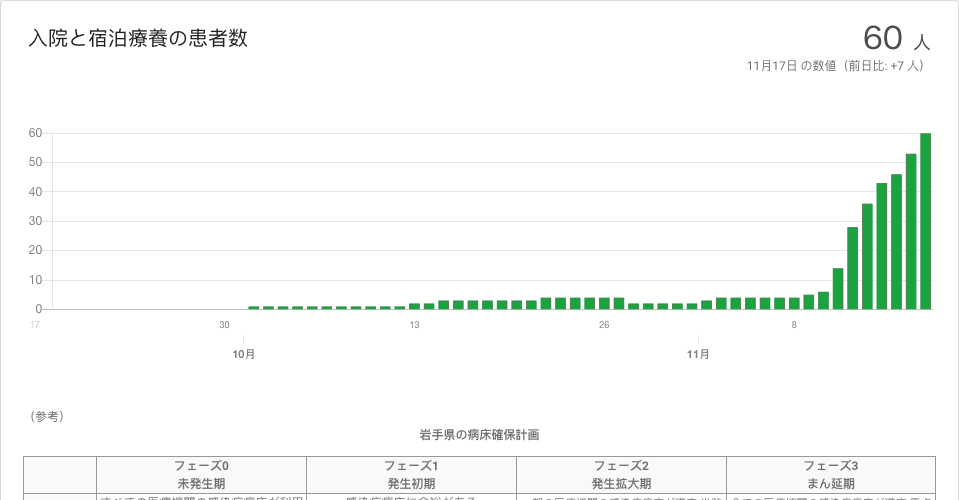 入院と宿泊療養の患者数
60 人
11月17日 の数値（前日比: +7 人）
60
50
40
30
20
10
0
17 30 13 26 8
10月 11月
(参考)
岩手県の病床確保計画
フェーズ0 フェーズ1 フェーズ2 フェーズ3
未発生期 発生初期 発生拡大期 まん延期